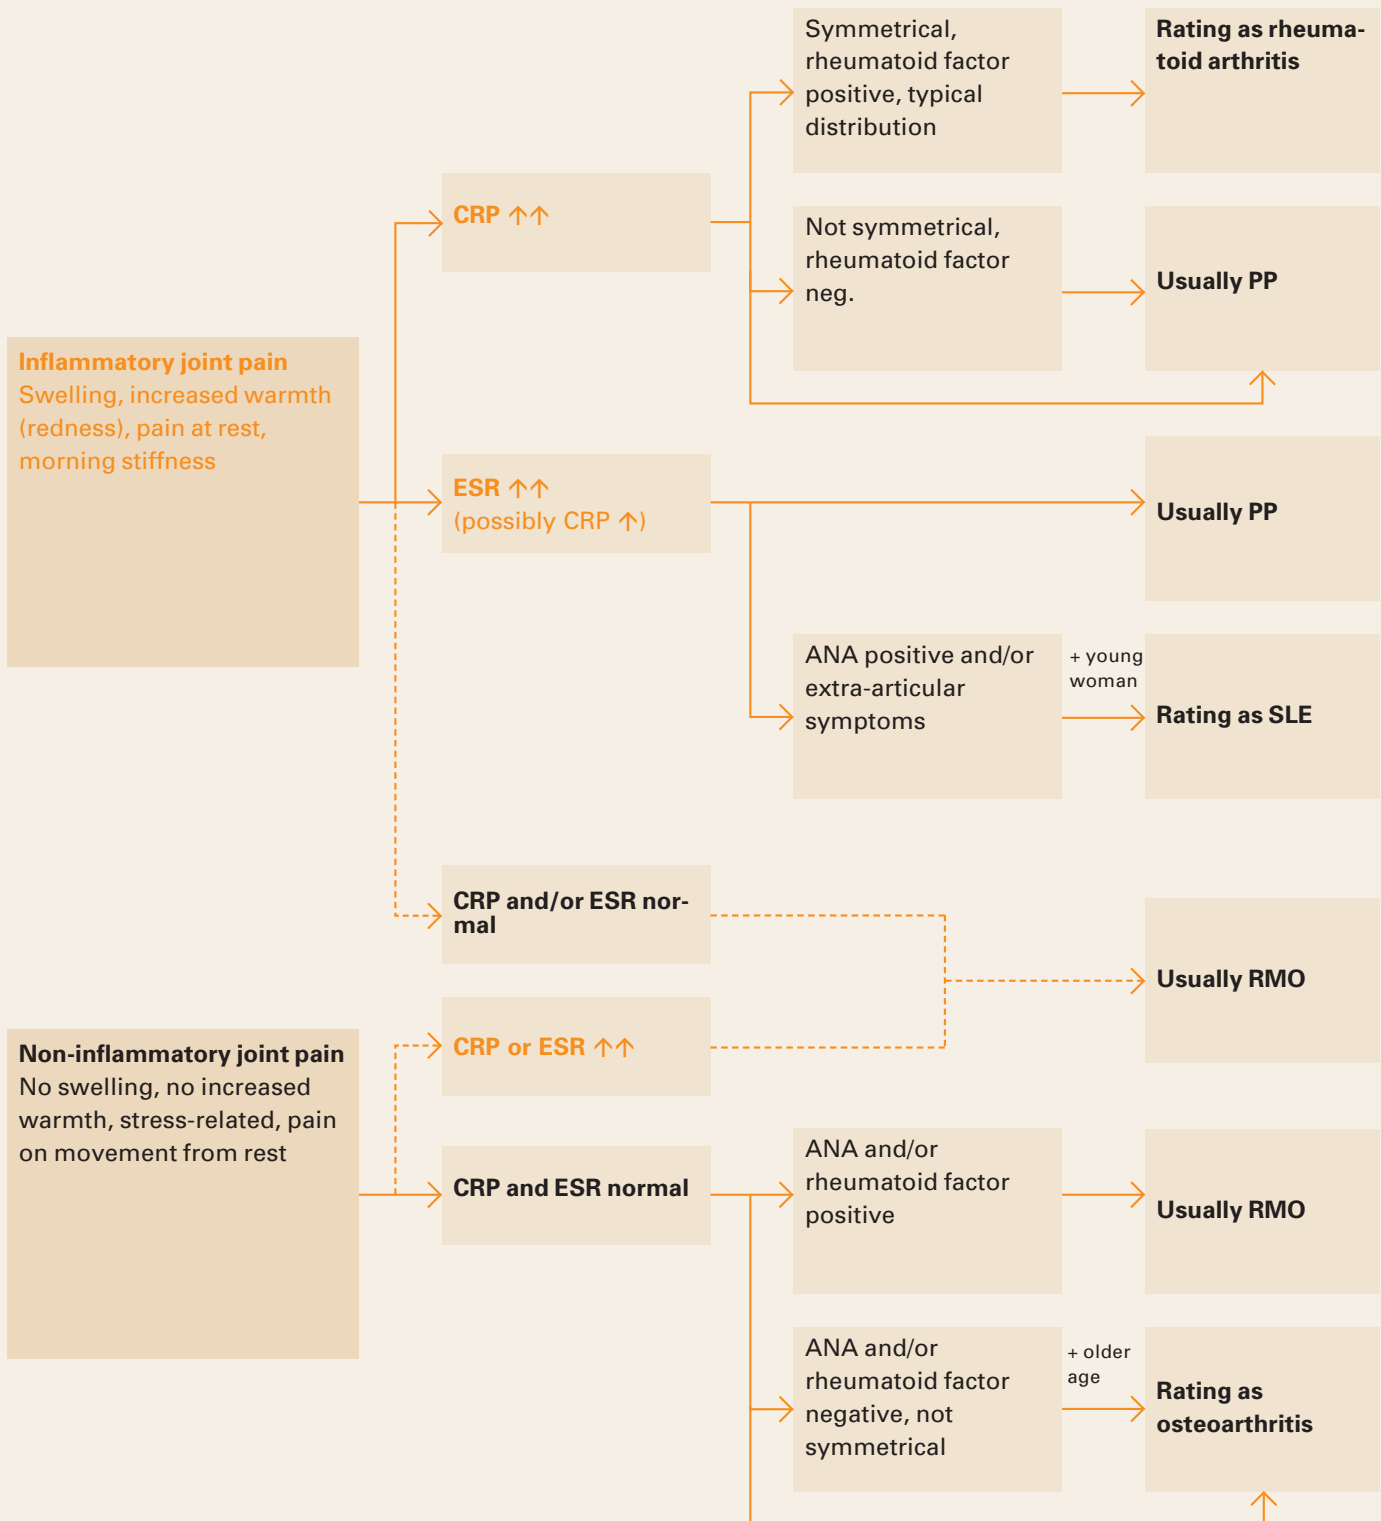 Symmetrical,
rheumatoid factor
positive, typical
distribution
Rating as rheuma-
toid arthritis
CRP ↑↑
Not symmetrical,
rheumatoid factor
neg.
Usually PP
Inflammatory joint pain
Swelling, increased warmth
(redness), pain at rest,
morning stiffness
ESR ↑↑
(possibly CRP ↑)
Usually PP
ANA positive and/or
extra-articular
symptoms
+ young
woman
Rating as SLE
CRP and/or ESR nor-
mal
Usually RMO
CRP or ESR ↑↑
Non-inflammatory joint pain
No swelling, no increased
warmth, stress-related, pain
on movement from rest
CRP and ESR normal
ANA and/or
rheumatoid factor
positive
Usually RMO
ANA and/or
rheumatoid factor
negative, not
symmetrical
+ older
age
Rating as
osteoarthritis